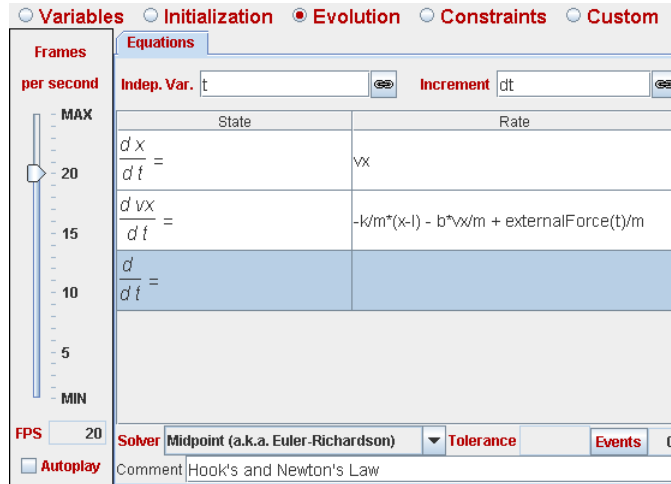 Variables Initialization Evolution Constraints Custom
Frames
per second
MAX
20
15
10
5
MIN
FPS 20
Autoplay
Equations
Indep. Var. t Increment dt
State Rate
d x
d t = vx
d vx
d t = -k/m*(x-l) - b*vx/m + externalForce(t)/m
d
d t =
Solver Midpoint (a.k.a. Euler-Richardson) Tolerance Events
Comment Hook's and Newton's Law